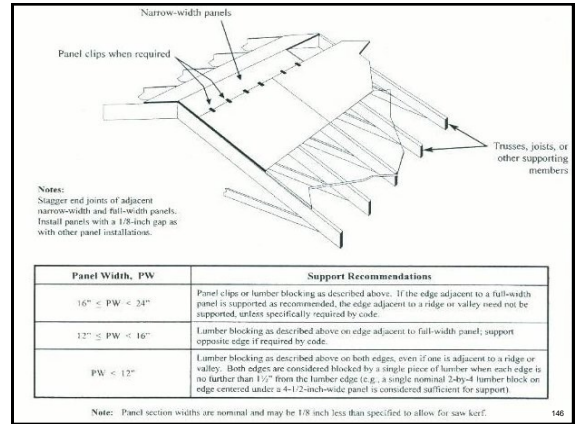 Narrow-width panels
Panel clips when required
Trusses, joists, or
other supporting
members
Notes:
Stagger end joints of adjacent
narrow-width and full-width panels.
Install panels with a 1/8-inch gap as
with other panel installations.
Panel Width, PW
Support Recommendations
16" ≤ PW < 24"
Panel clips or lumber blocking as described above. If the edge adjacent to a full-width
panel is supported as recommended, the edge adjacent to a ridge or valley need not be
supported, unless specifically required by code.
12" ≤ PW < 16"
Lumber blocking as described above on edge adjacent to full-width panel; support
opposite edge if required by code.
PW < 12"
Lumber blocking as described above on both edges, even if one is adjacent to a ridge or
valley. Both edges are considered blocked by a single piece of lumber when each edge is
no further than 1½" from the lumber edge (e.g., a single nominal 2-by-4 lumber block on
edge centered under a 4-1/2-inch-wide panel is considered sufficient for support).
Note: Panel section widths are nominal and may be 1/8 inch less than specified to allow for saw kerf.
146